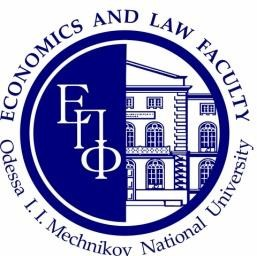 ECONOMICS AND LAW FACULTY
ЕПФ
Odessa I. I. Mechnikov National University